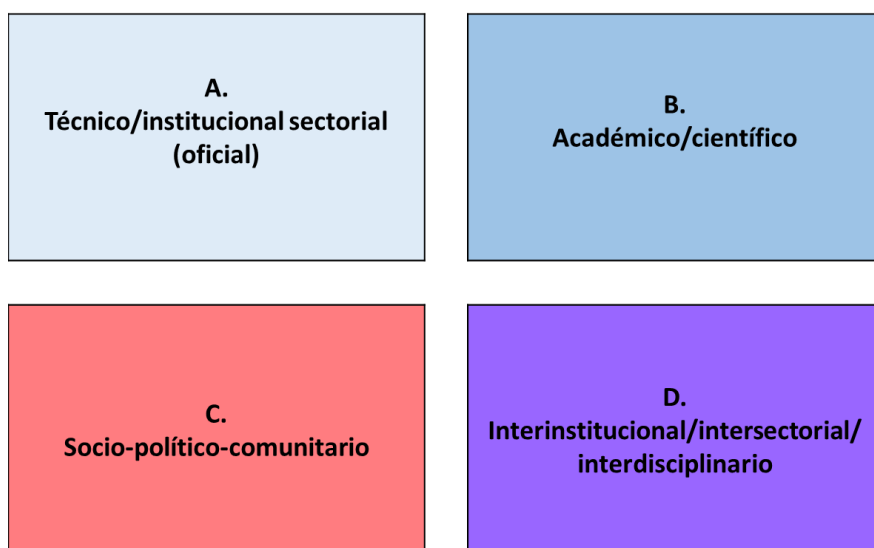 A.
Técnico/institucional sectorial
(oficial)
B.
Académico/científico
C.
Socio-político-comunitario
D.
Interinstitucional/intersectorial/
interdisciplinario